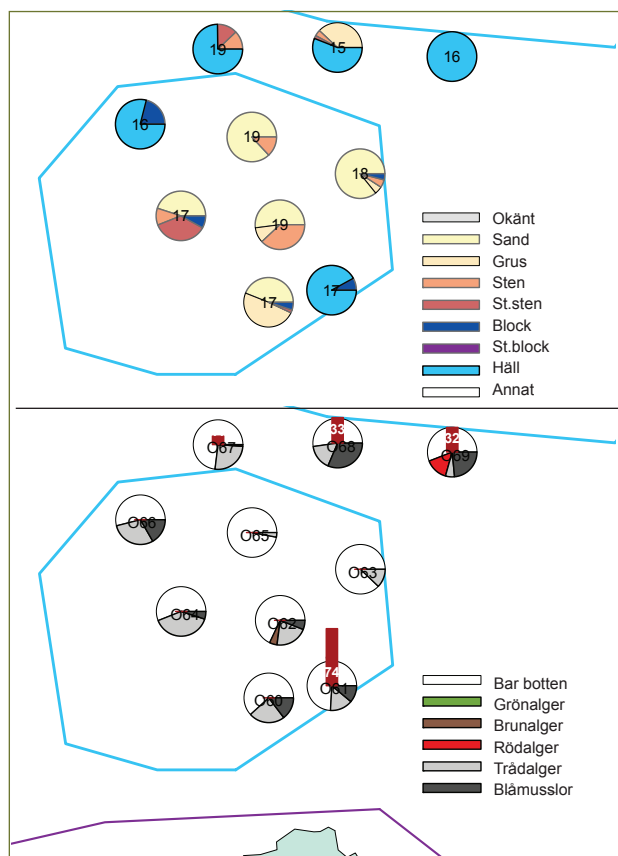 19
15
16
16
19
18
17
19
17
17
Okänt
Sand
Grus
Sten
St.sten
Block
St.block
Häll
Annat
O67
33
O68
32
O69
O66
O65
O63
O64
O62
74
O61
O60
Bar botten
Grönalger
Brunalger
Rödalger
Trådalger
Blåmusslor